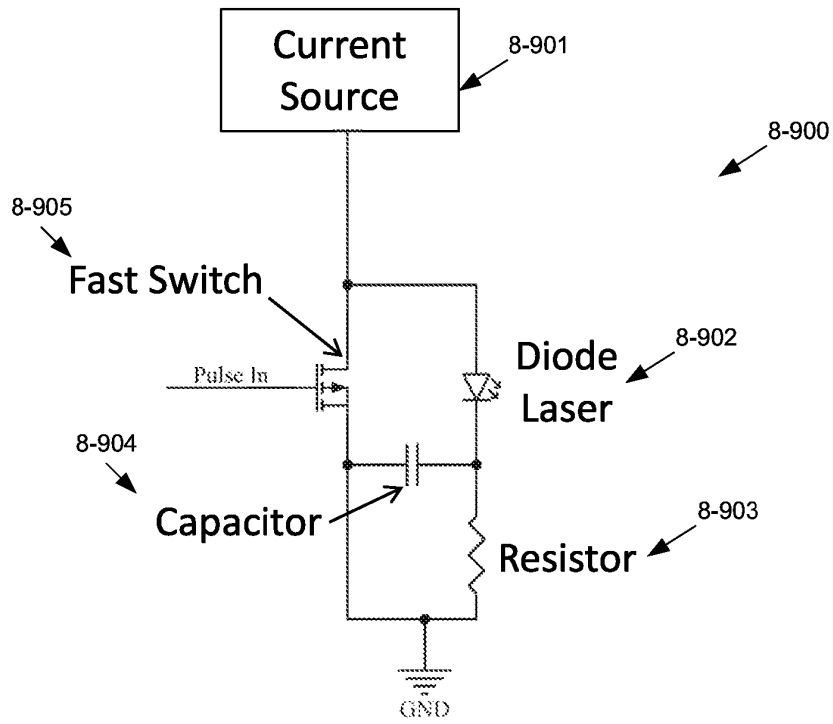 Current
Source
8-901
8-900
8-905
Fast Switch
8-902
Diode
Laser
Pulse In
8-904
Capacitor
8-903
Resistor
GND